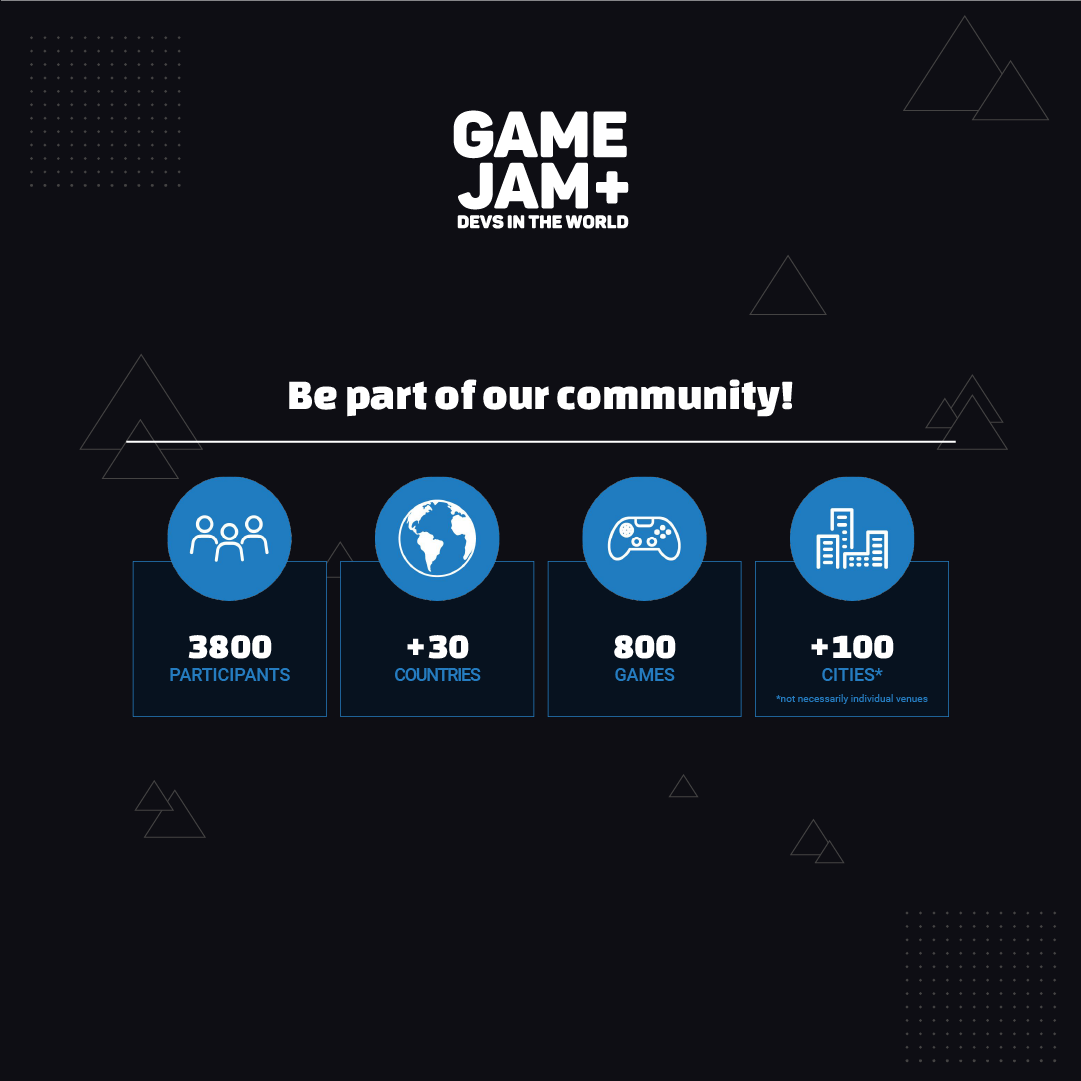 GAME
JAM+
DEVS IN THE WORLD
Be part of our community!
3800
PARTICIPANTS
+30
COUNTRIES
800
GAMES
+100
CITIES*
*not necessarily individual venues